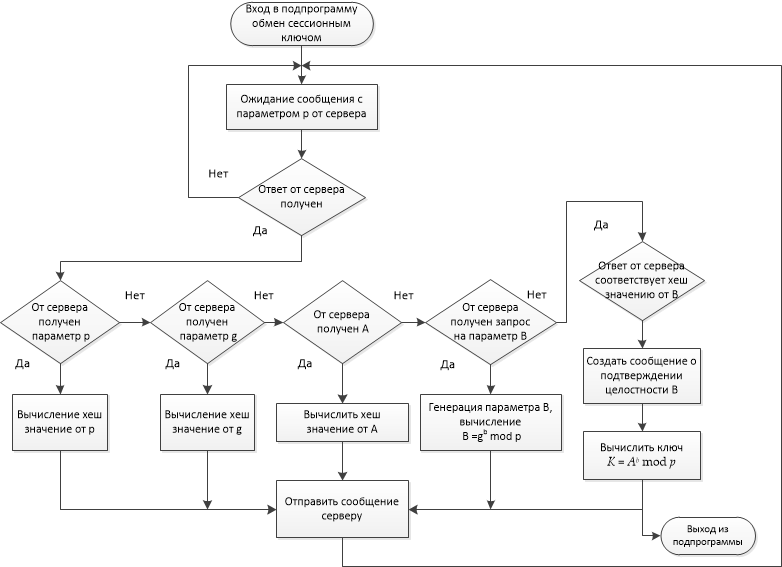 Вход в подпрограмму
обмен сессионным
ключом
Ожидание сообщения с
параметром p от сервера
Нет
Ответ от сервера
получен
Да
Да
Ответ от сервера
соответствует хеш
значению от B
От сервера
получен
параметр p
Нет
От сервера
получен
параметр g
Нет
От сервера
получен A
Нет
От сервера
получен запрос
на параметр B
Нет
Да
Да
Да
Да
Создать сообщение о
подтверждении
целостности B
Вычисление хеш
значение от p
Вычисление хеш
значение от g
Вычислить хеш
значение от A
Генерация параметра B,
вычисление
B =gᵇ mod p
Вычислить ключ
K = Aᵇ mod p
Отправить сообщение
серверу
Выход из
подпрограммы